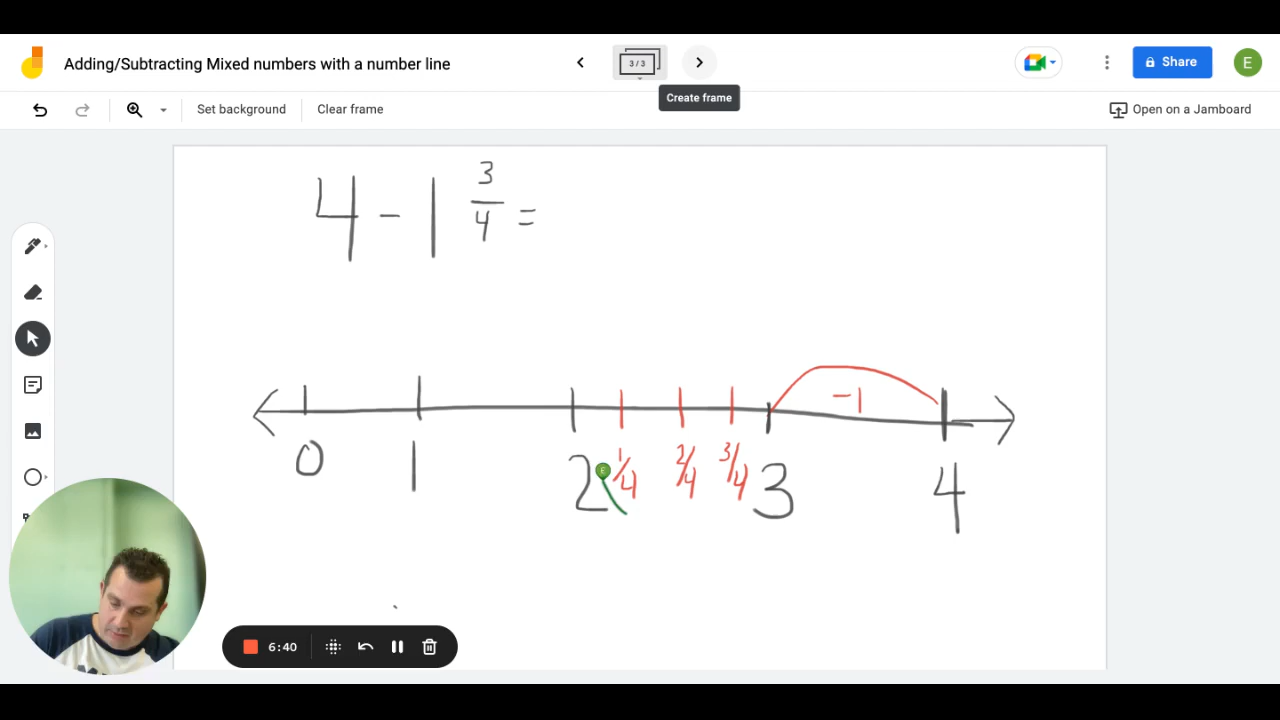 Adding/Subtracting Mixed numbers with a number line
3 / 3
Share
E
Create frame
Set background
Clear frame
Open on a Jamboard
4 - 1 3/4 =
-1
0 1 2 1/4 2/4 3/4 3 4
E
6:40